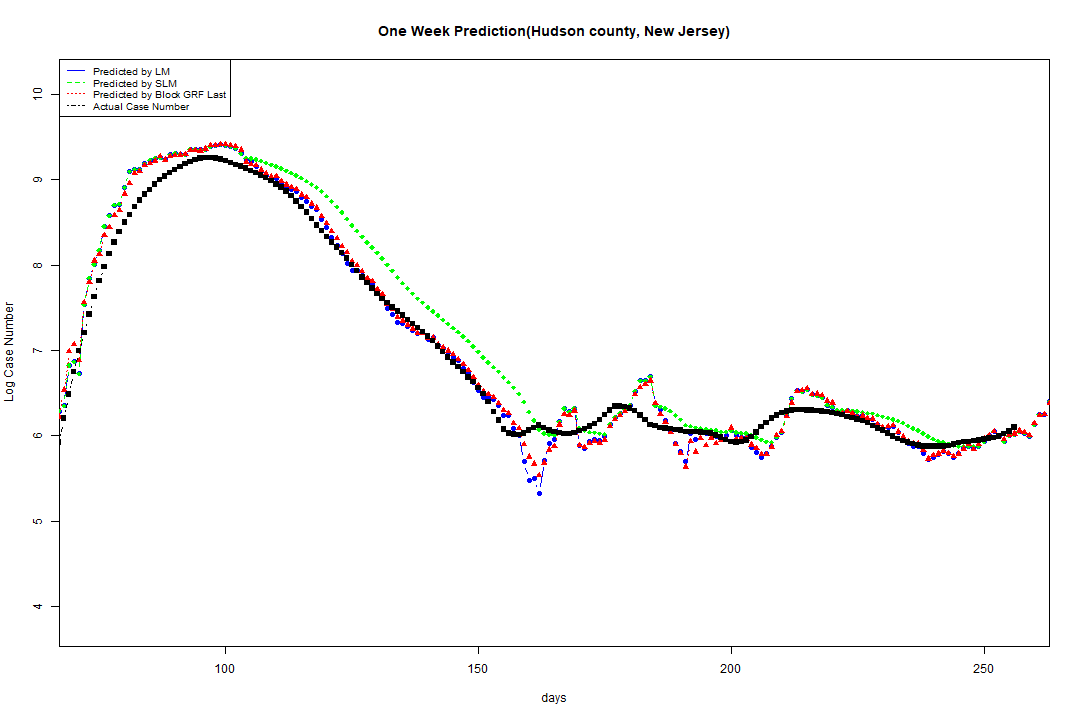 One Week Prediction(Hudson county, New Jersey)
Predicted by LM
Predicted by SLM
Predicted by Block GRF Last
Actual Case Number
10
9
8
7
6
5
4
Log Case Number
100 150 200 250
days